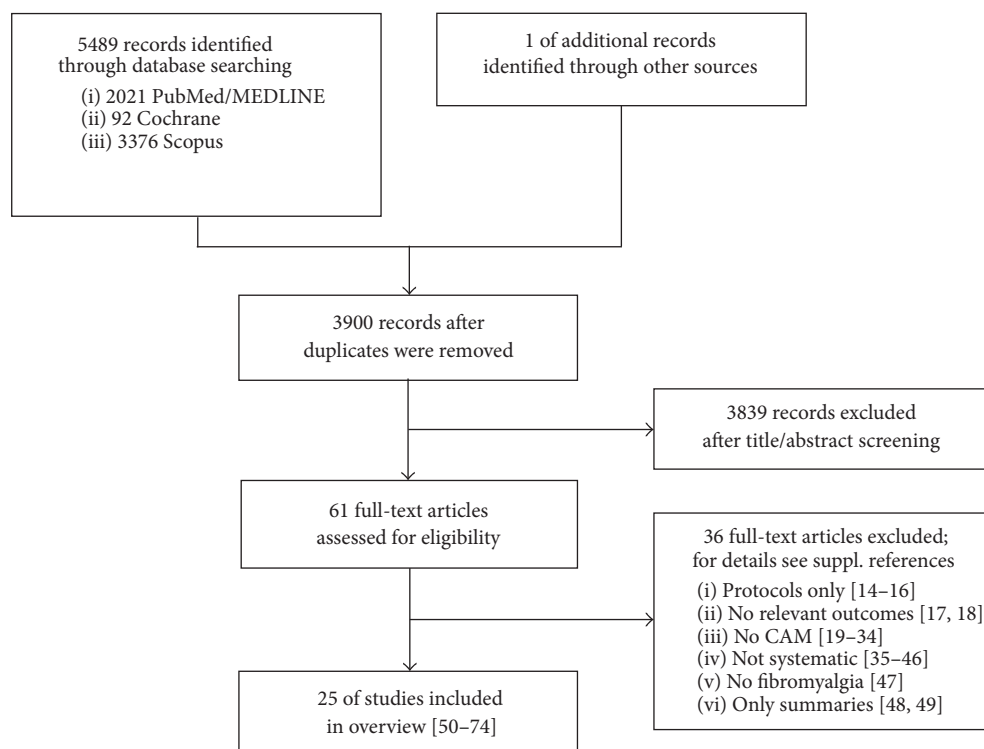 5489 records identified
through database searching
(i) 2021 PubMed/MEDLINE
(ii) 92 Cochrane
(iii) 3376 Scopus
1 of additional records
identified through other sources
3900 records after
duplicates were removed
3839 records excluded
after title/abstract screening
61 full-text articles
assessed for eligibility
36 full-text articles excluded;
for details see suppl. references
(i) Protocols only [14–16]
(ii) No relevant outcomes [17, 18]
(iii) No CAM [19–34]
(iv) Not systematic [35–46]
(v) No fibromyalgia [47]
(vi) Only summaries [48, 49]
25 of studies included
in overview [50–74]